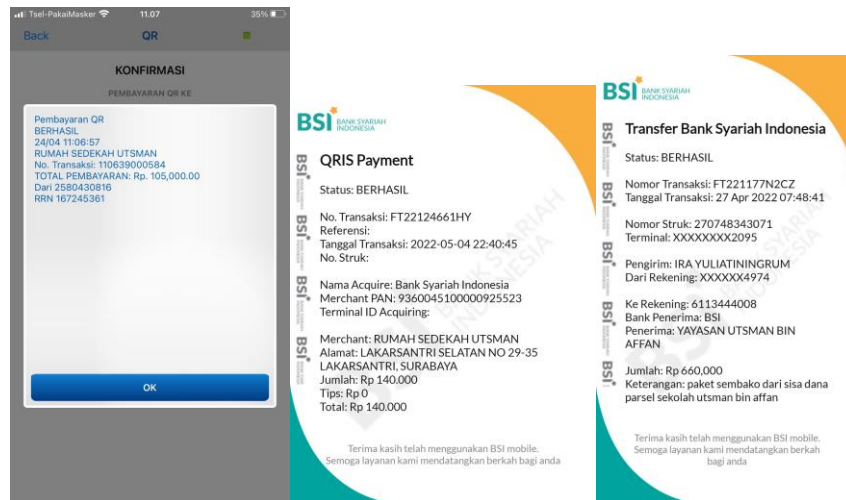 Tsel-PakaiMasker
11.07
35%
Back
QR
KONFIRMASI
PEMBAYARAN QR KE
Pembayaran QR
BERHASIL
24/04 11:06:57
RUMAH SEDEKAH UTSMAN
No. Transaksi: 110639000584
TOTAL PEMBAYARAN: Rp. 105,000.00
Dari 2580430816
RRN 167245361
OK
BSI BANK SYARIAH
INDONESIA
QRIS Payment
Status: BERHASIL
No. Transaksi: FT22124661HY
Referensi:
Tanggal Transaksi: 2022-05-04 22:40:45
No. Struk:
Nama Acquire: Bank Syariah Indonesia
Merchant PAN: 9360045100000925523
Terminal ID Acquiring:
Merchant: RUMAH SEDEKAH UTSMAN
Alamat: LAKARSANTRI SELATAN NO 29-35
LAKARSANTRI, SURABAYA
Jumlah: Rp 140.000
Tips: Rp 0
Total: Rp 140.000
Terima kasih telah menggunakan BSI mobile.
Semoga layanan kami mendatangkan berkah bagi anda
BSI BANK SYARIAH
INDONESIA
Transfer Bank Syariah Indonesia
Status: BERHASIL
Nomor Transaksi: FT221177N2CZ
Tanggal Transaksi: 27 Apr 2022 07:48:41
Nomor Struk: 270748343071
Terminal: XXXXXXXX2095
Pengirim: IRA YULIATININGRUM
Dari Rekening: XXXXXX4974
Ke Rekening: 6113444008
Bank Penerima: BSI
Penerima: YAYASAN UTSMAN BIN
AFFAN
Jumlah: Rp 660,000
Keterangan: paket sembako dari sisa dana
parsel sekolah utsman bin affan
Terima kasih telah menggunakan BSI mobile.
Semoga layanan kami mendatangkan berkah
bagi anda